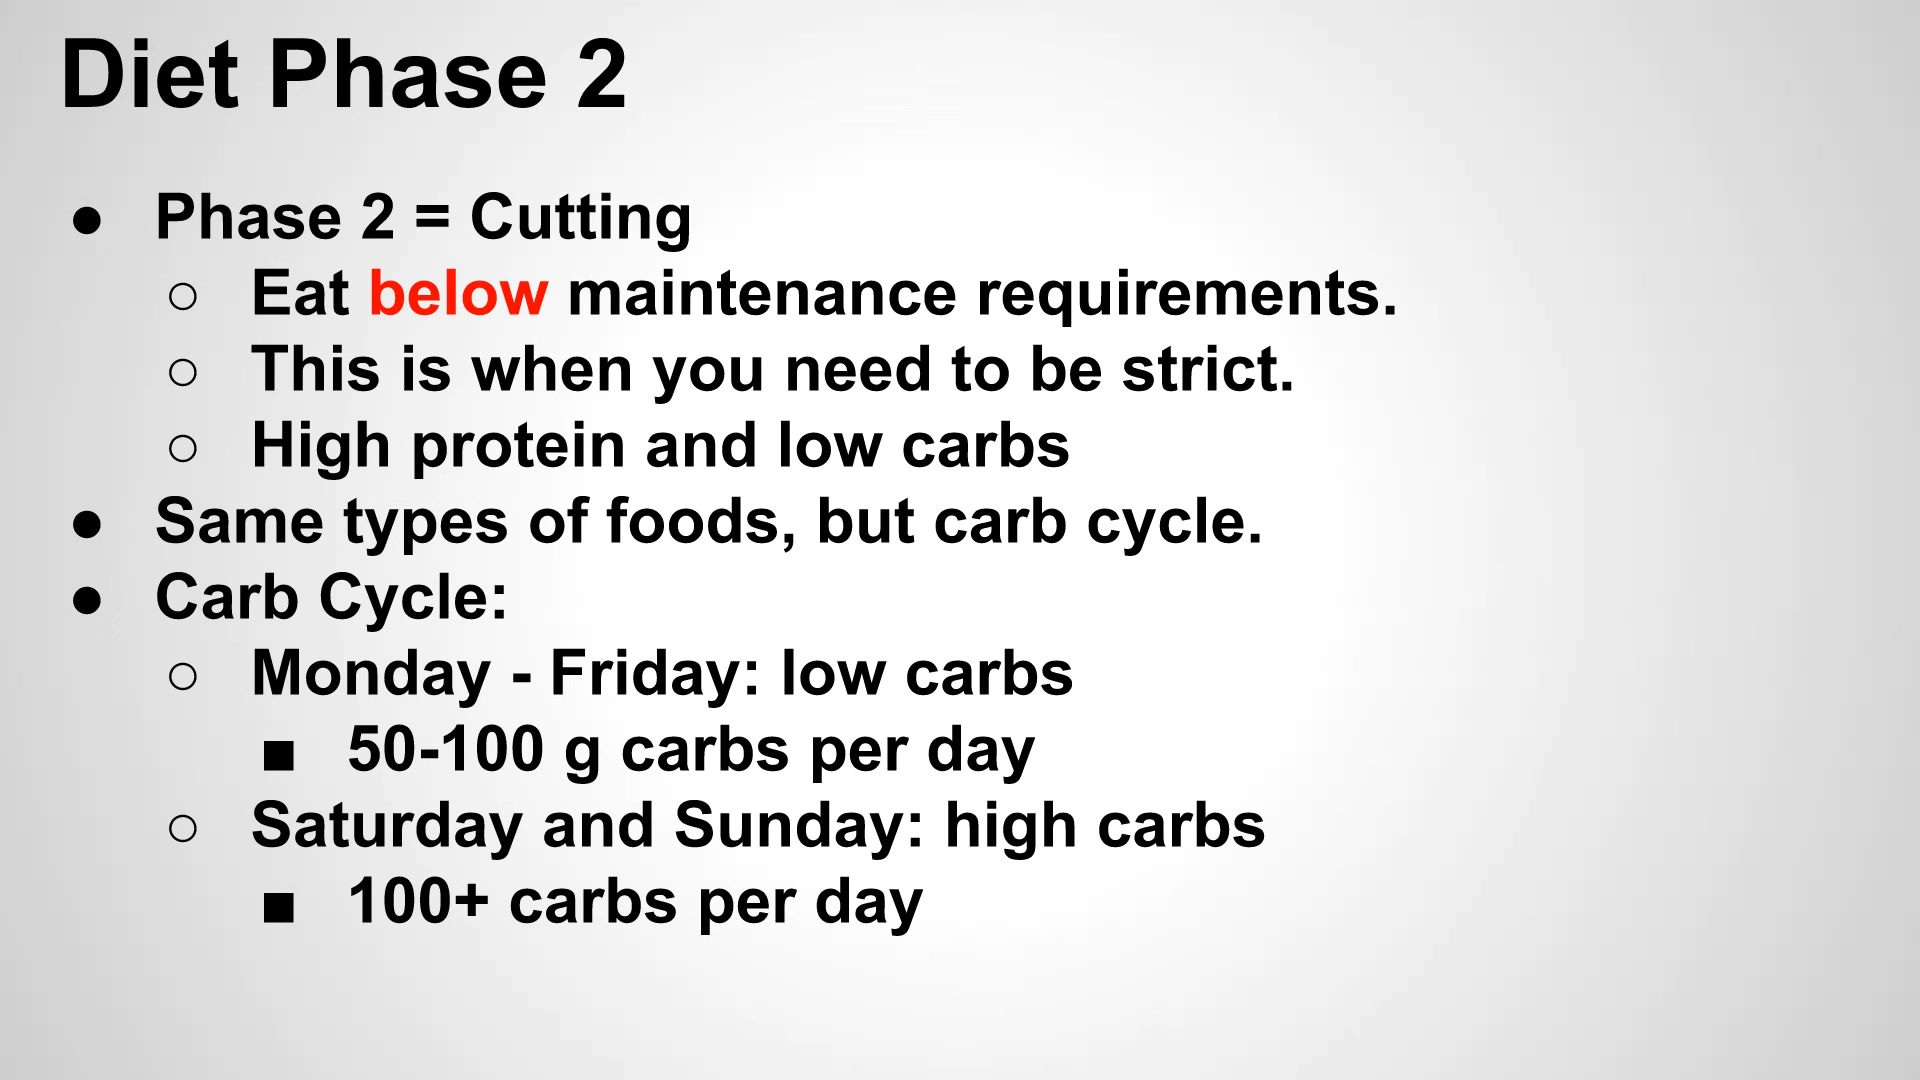 Diet Phase 2
● Phase 2 = Cutting
○ Eat below maintenance requirements.
○ This is when you need to be strict.
○ High protein and low carbs
● Same types of foods, but carb cycle.
● Carb Cycle:
○ Monday - Friday: low carbs
■ 50-100 g carbs per day
○ Saturday and Sunday: high carbs
■ 100+ carbs per day